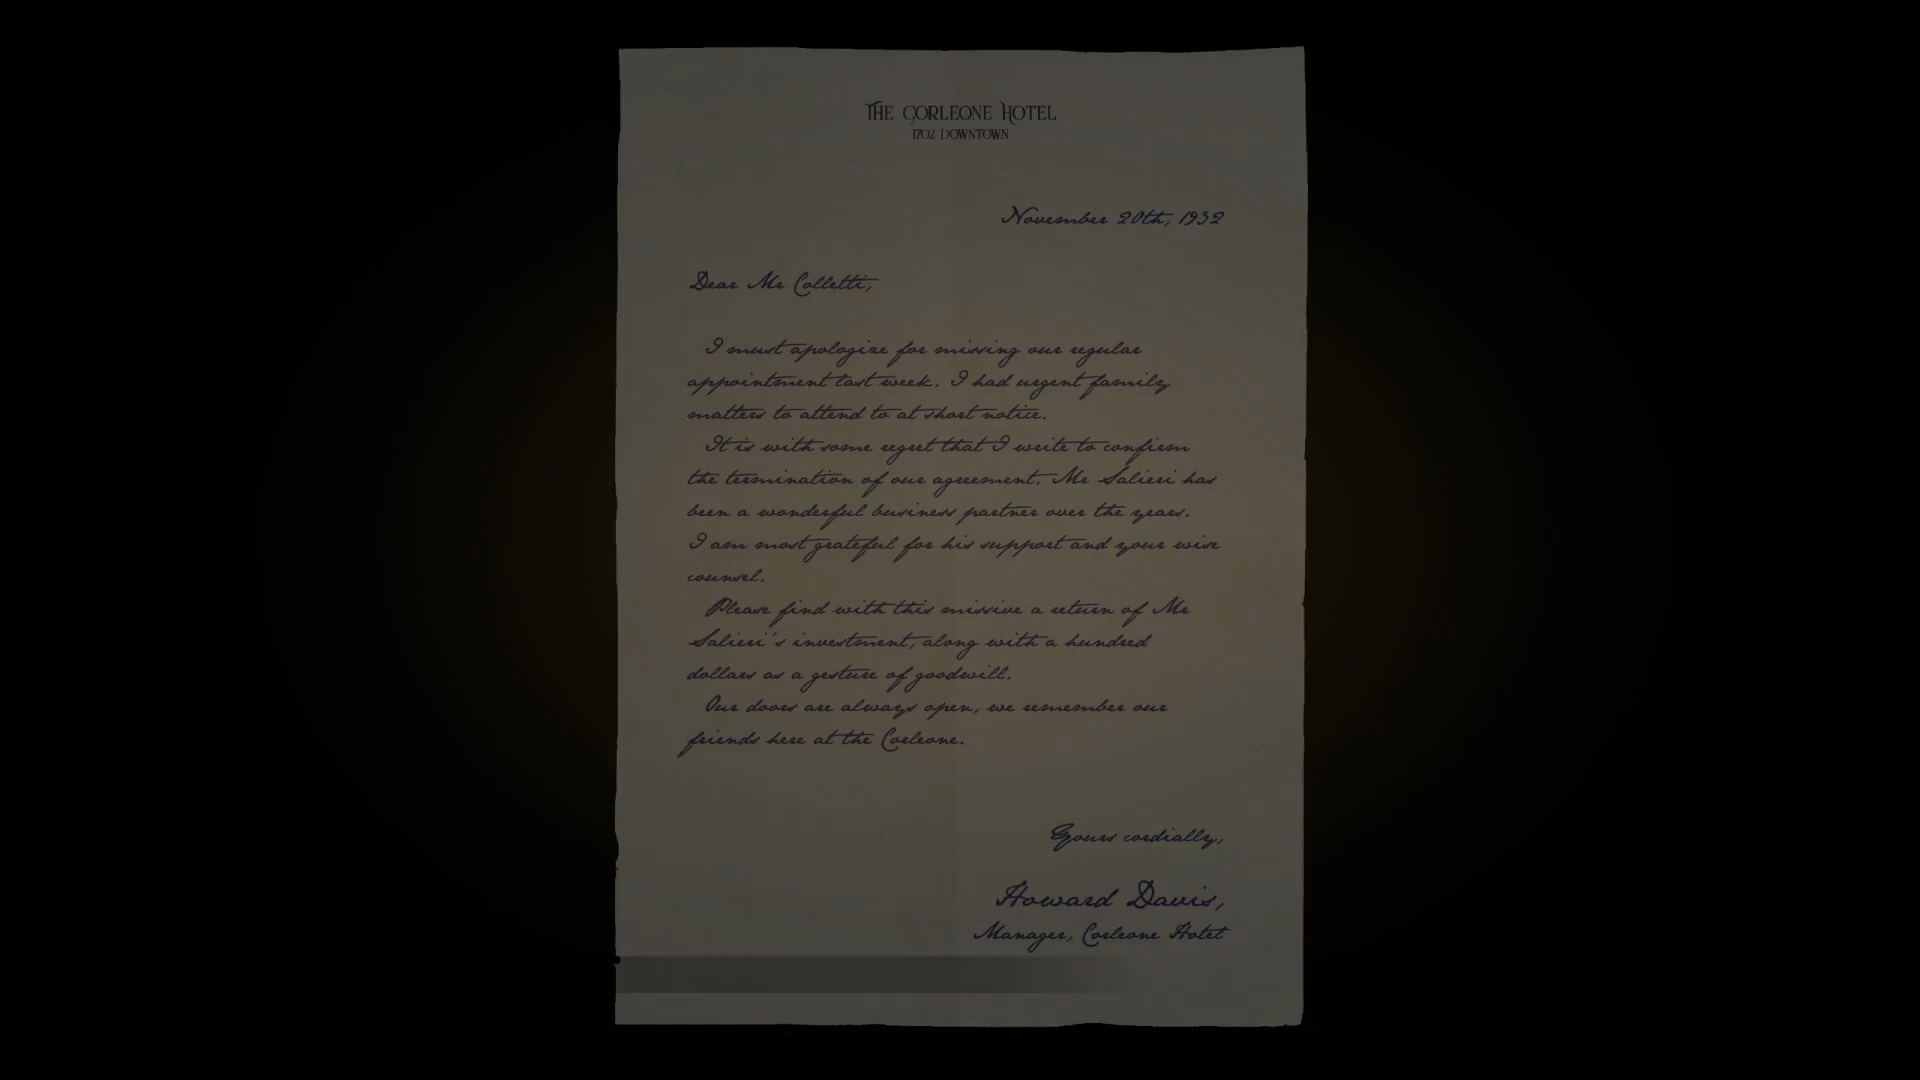 THE CORLEONE HOTEL
1702 DOWNTOWN
November 20th, 1932
Dear Mr Colletti,
I must apologize for missing our regular
appointment last week. I had urgent family
matters to attend to at short notice.
It is with some regret that I write to confirm
the termination of our agreement. Mr Salieri has
been a wonderful business partner over the years.
I am most grateful for his support and your wise
counsel.
Please find with this missive a return of Mr
Salieri's investment, along with a hundred
dollars as a gesture of goodwill.
Our doors are always open, we remember our
friends here at the Corleone.
Yours cordially,
Howard Davis,
Manager, Corleone Hotel